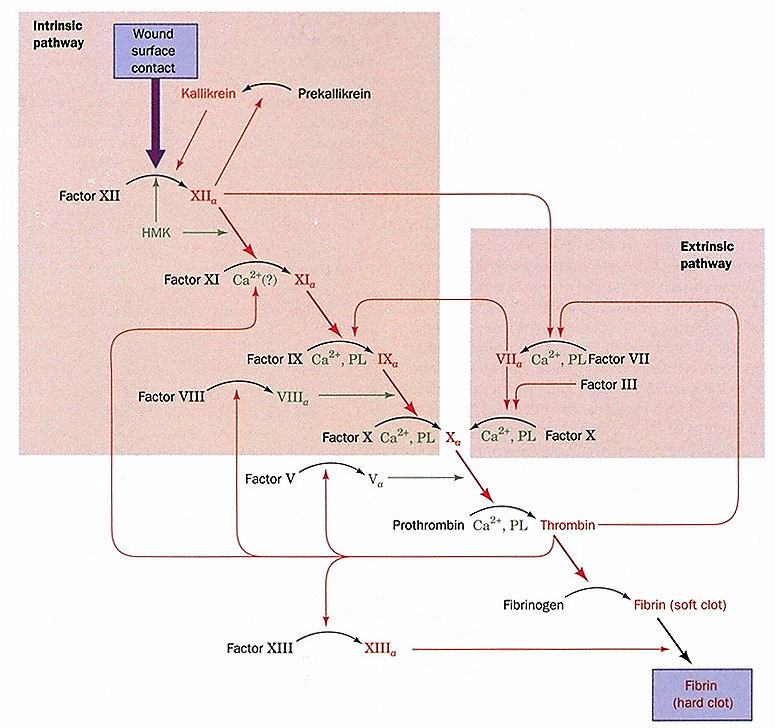 Intrinsic
pathway
Wound
surface
contact
Kallikrein
Prekallikrein
Factor XII
XIIa
HMK
Extrinsic
pathway
Factor XI
Ca2+(?)
XIa
Factor IX
Ca2+, PL
IXa
VIIa
Ca2+, PL
Factor VII
Factor III
Factor VIII
VIIIa
Factor X
Ca2+, PL
Xa
Ca2+, PL
Factor X
Factor V
Va
Prothrombin
Ca2+, PL
Thrombin
Fibrinogen
Fibrin (soft clot)
Factor XIII
XIIIa
Fibrin
(hard clot)